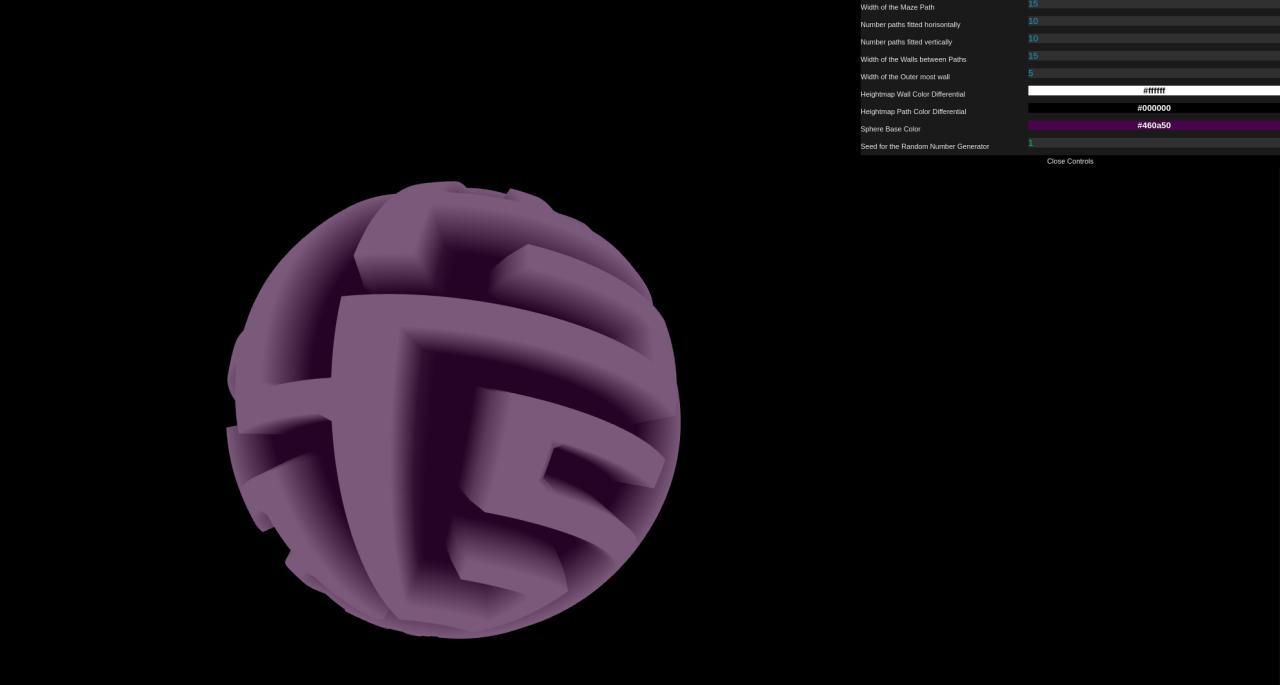 Width of the Maze Path 15
Number paths fitted horisontally 10
Number paths fitted vertically 10
Width of the Walls between Paths 15
Width of the Outer most wall 5
Heightmap Wall Color Differential #ffffff
Heightmap Path Color Differential #000000
Sphere Base Color #460a50
Seed for the Random Number Generator 1
Close Controls